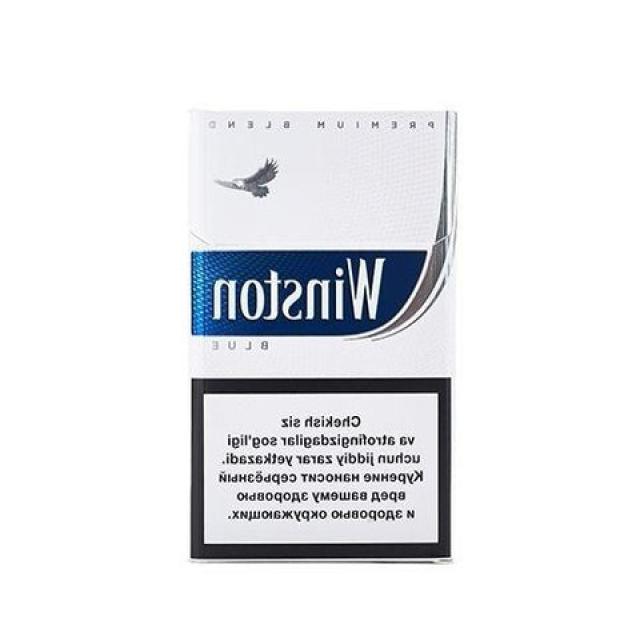 PREMIUM BLEND
Winston
BLUE
Chekish siz
va atrofingizdagilar sog'ligi
uchun jiddiy zarar yetkazadi.
Курение наносит серьёзный
вред вашему здоровью
и здоровью окружающих.